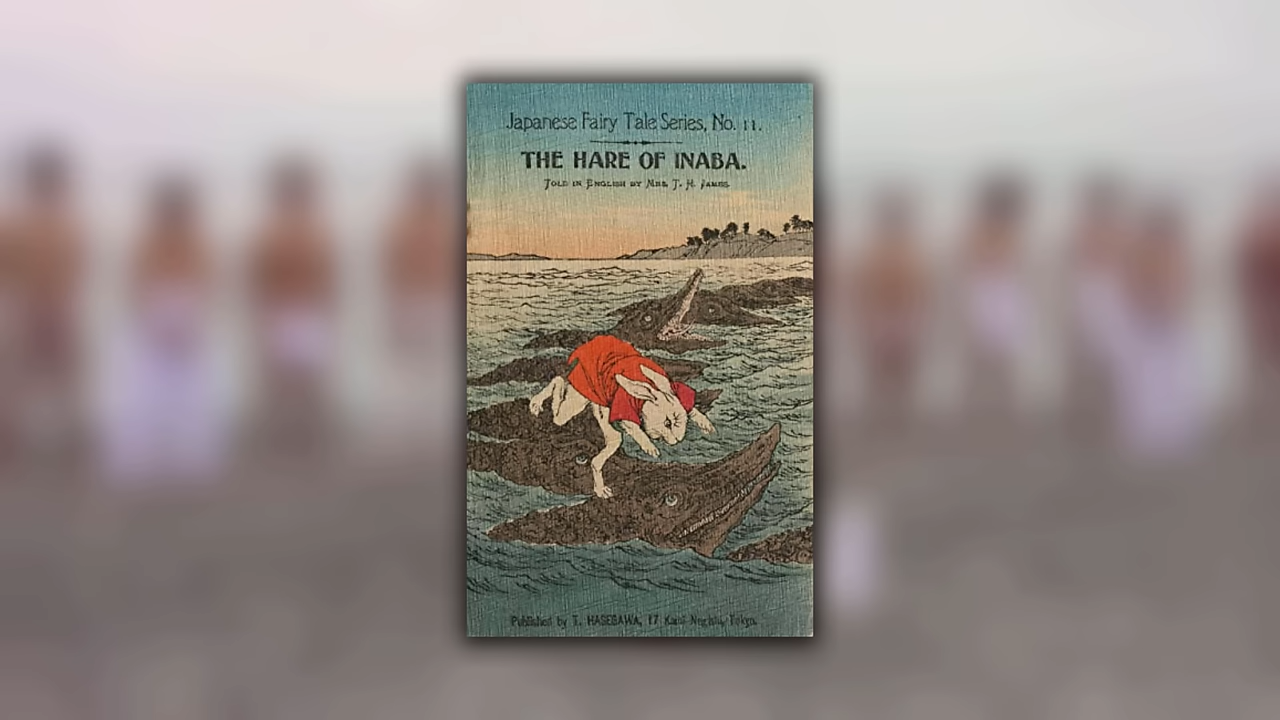 Japanese Fairy Tale Series, No. 11.
THE HARE OF INABA.
TOLD IN ENGLISH BY MRS. T. H. JAMES.
Published by T. HASEGAWA, 17 Kami Negishi, Tokyo.